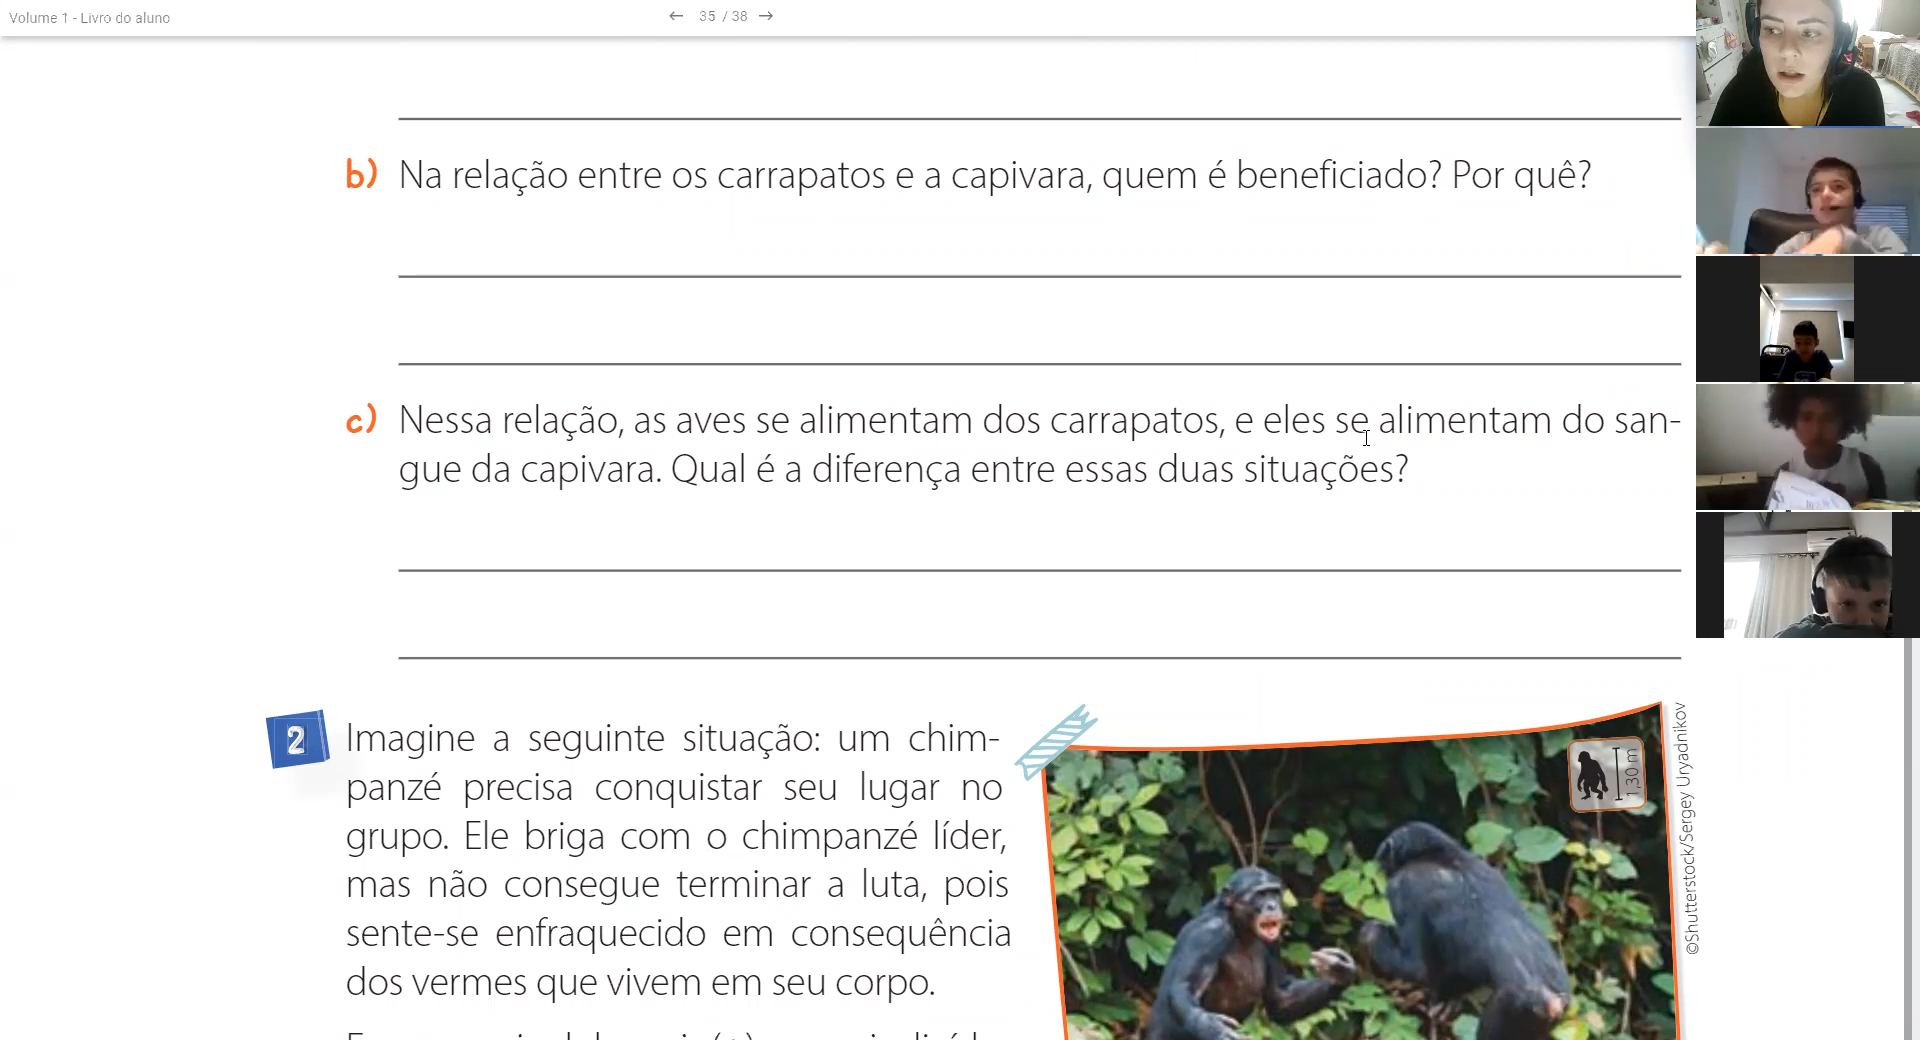 Volume 1 - Livro do aluno
← 35 / 38 →
b) Na relação entre os carrapatos e a capivara, quem é beneficiado? Por quê?
c) Nessa relação, as aves se alimentam dos carrapatos, e eles se alimentam do san-
gue da capivara. Qual é a diferença entre essas duas situações?
2 Imagine a seguinte situação: um chim-
panzé precisa conquistar seu lugar no
grupo. Ele briga com o chimpanzé líder,
mas não consegue terminar a luta, pois
sente-se enfraquecido em consequência
dos vermes que vivem em seu corpo.
1,30 m
©Shutterstock/Sergey Uryadnikov